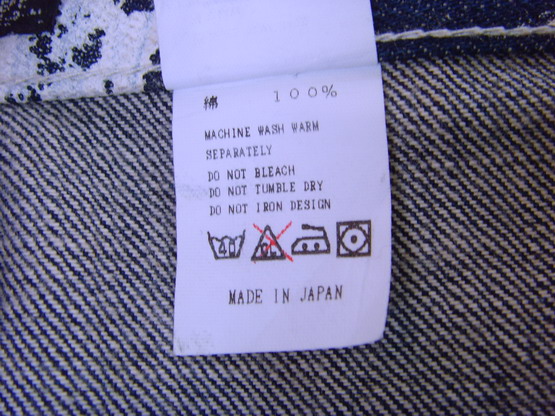 綿 100%
MACHINE WASH WARM
SEPARATELY
DO NOT BLEACH
DO NOT TUMBLE DRY
DO NOT IRON DESIGN
40 CL
MADE IN JAPAN